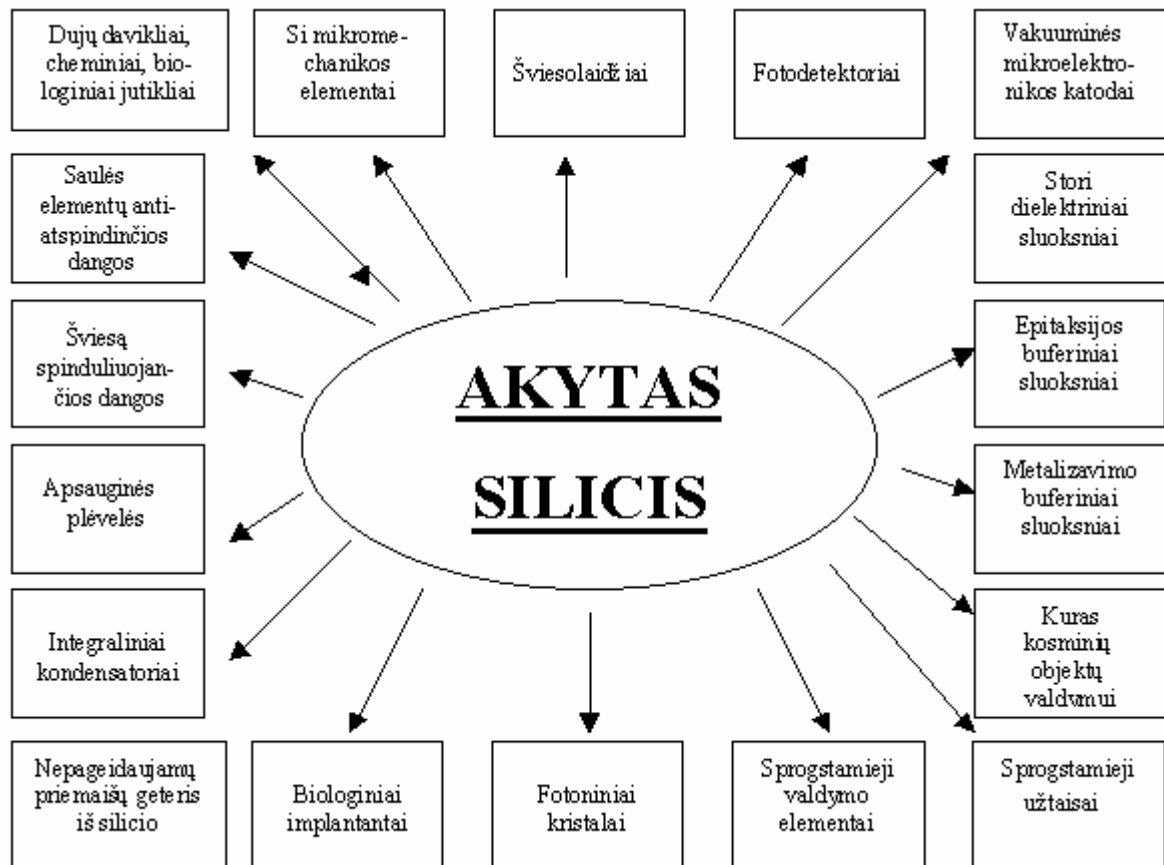 Dujų davikliai,
cheminiai, bio-
loginiai jutikliai
Si mikrome-
chanikos
elementai
Šviesolaidžiai
Fotodetektoriai
Vakuuminės
mikroelektro-
nikos katodai
Saulės
elementų anti-
atspindinčios
dangos
Stori
dielektriniai
sluoksniai
Šviesą
spinduliuojan-
čios dangos
AKYTAS
SILICIS
Epitaksijos
buferiniai
sluoksniai
Apsauginės
plėvelės
Metalizavimo
buferiniai
sluoksniai
Integraliniai
kondensatoriai
Kuras
kosminių
objektų
valdymui
Nepageidaujamų
priemaišų geteris
iš silicio
Biologiniai
implantantai
Fotoniniai
kristalai
Sprogstamieji
valdymo
elementai
Sprogstamieji
užtaisai